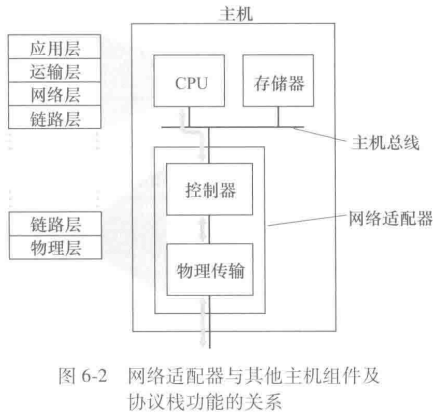 主机
应用层
运输层
网络层
链路层
CPU
存储器
主机总线
控制器
网络适配器
链路层
物理层
物理传输
图 6-2 网络适配器与其他主机组件及
协议栈功能的关系